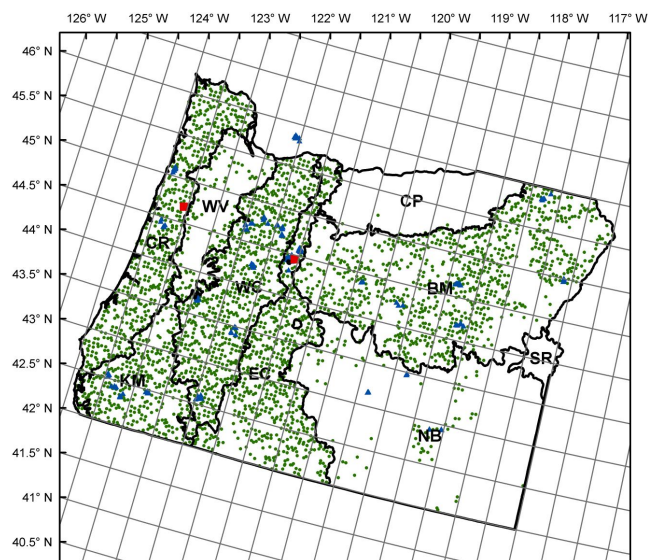 126° W 125° W 124° W 123° W 122° W 121° W 120° W 119° W 118° W 117° W
46° N
45.5° N
45° N
44.5° N
44° N
43.5° N
43° N
42.5° N
42° N
41.5° N
41° N
40.5° N
CP
WV
CR
WC
BM
SR
EC
KM
NB